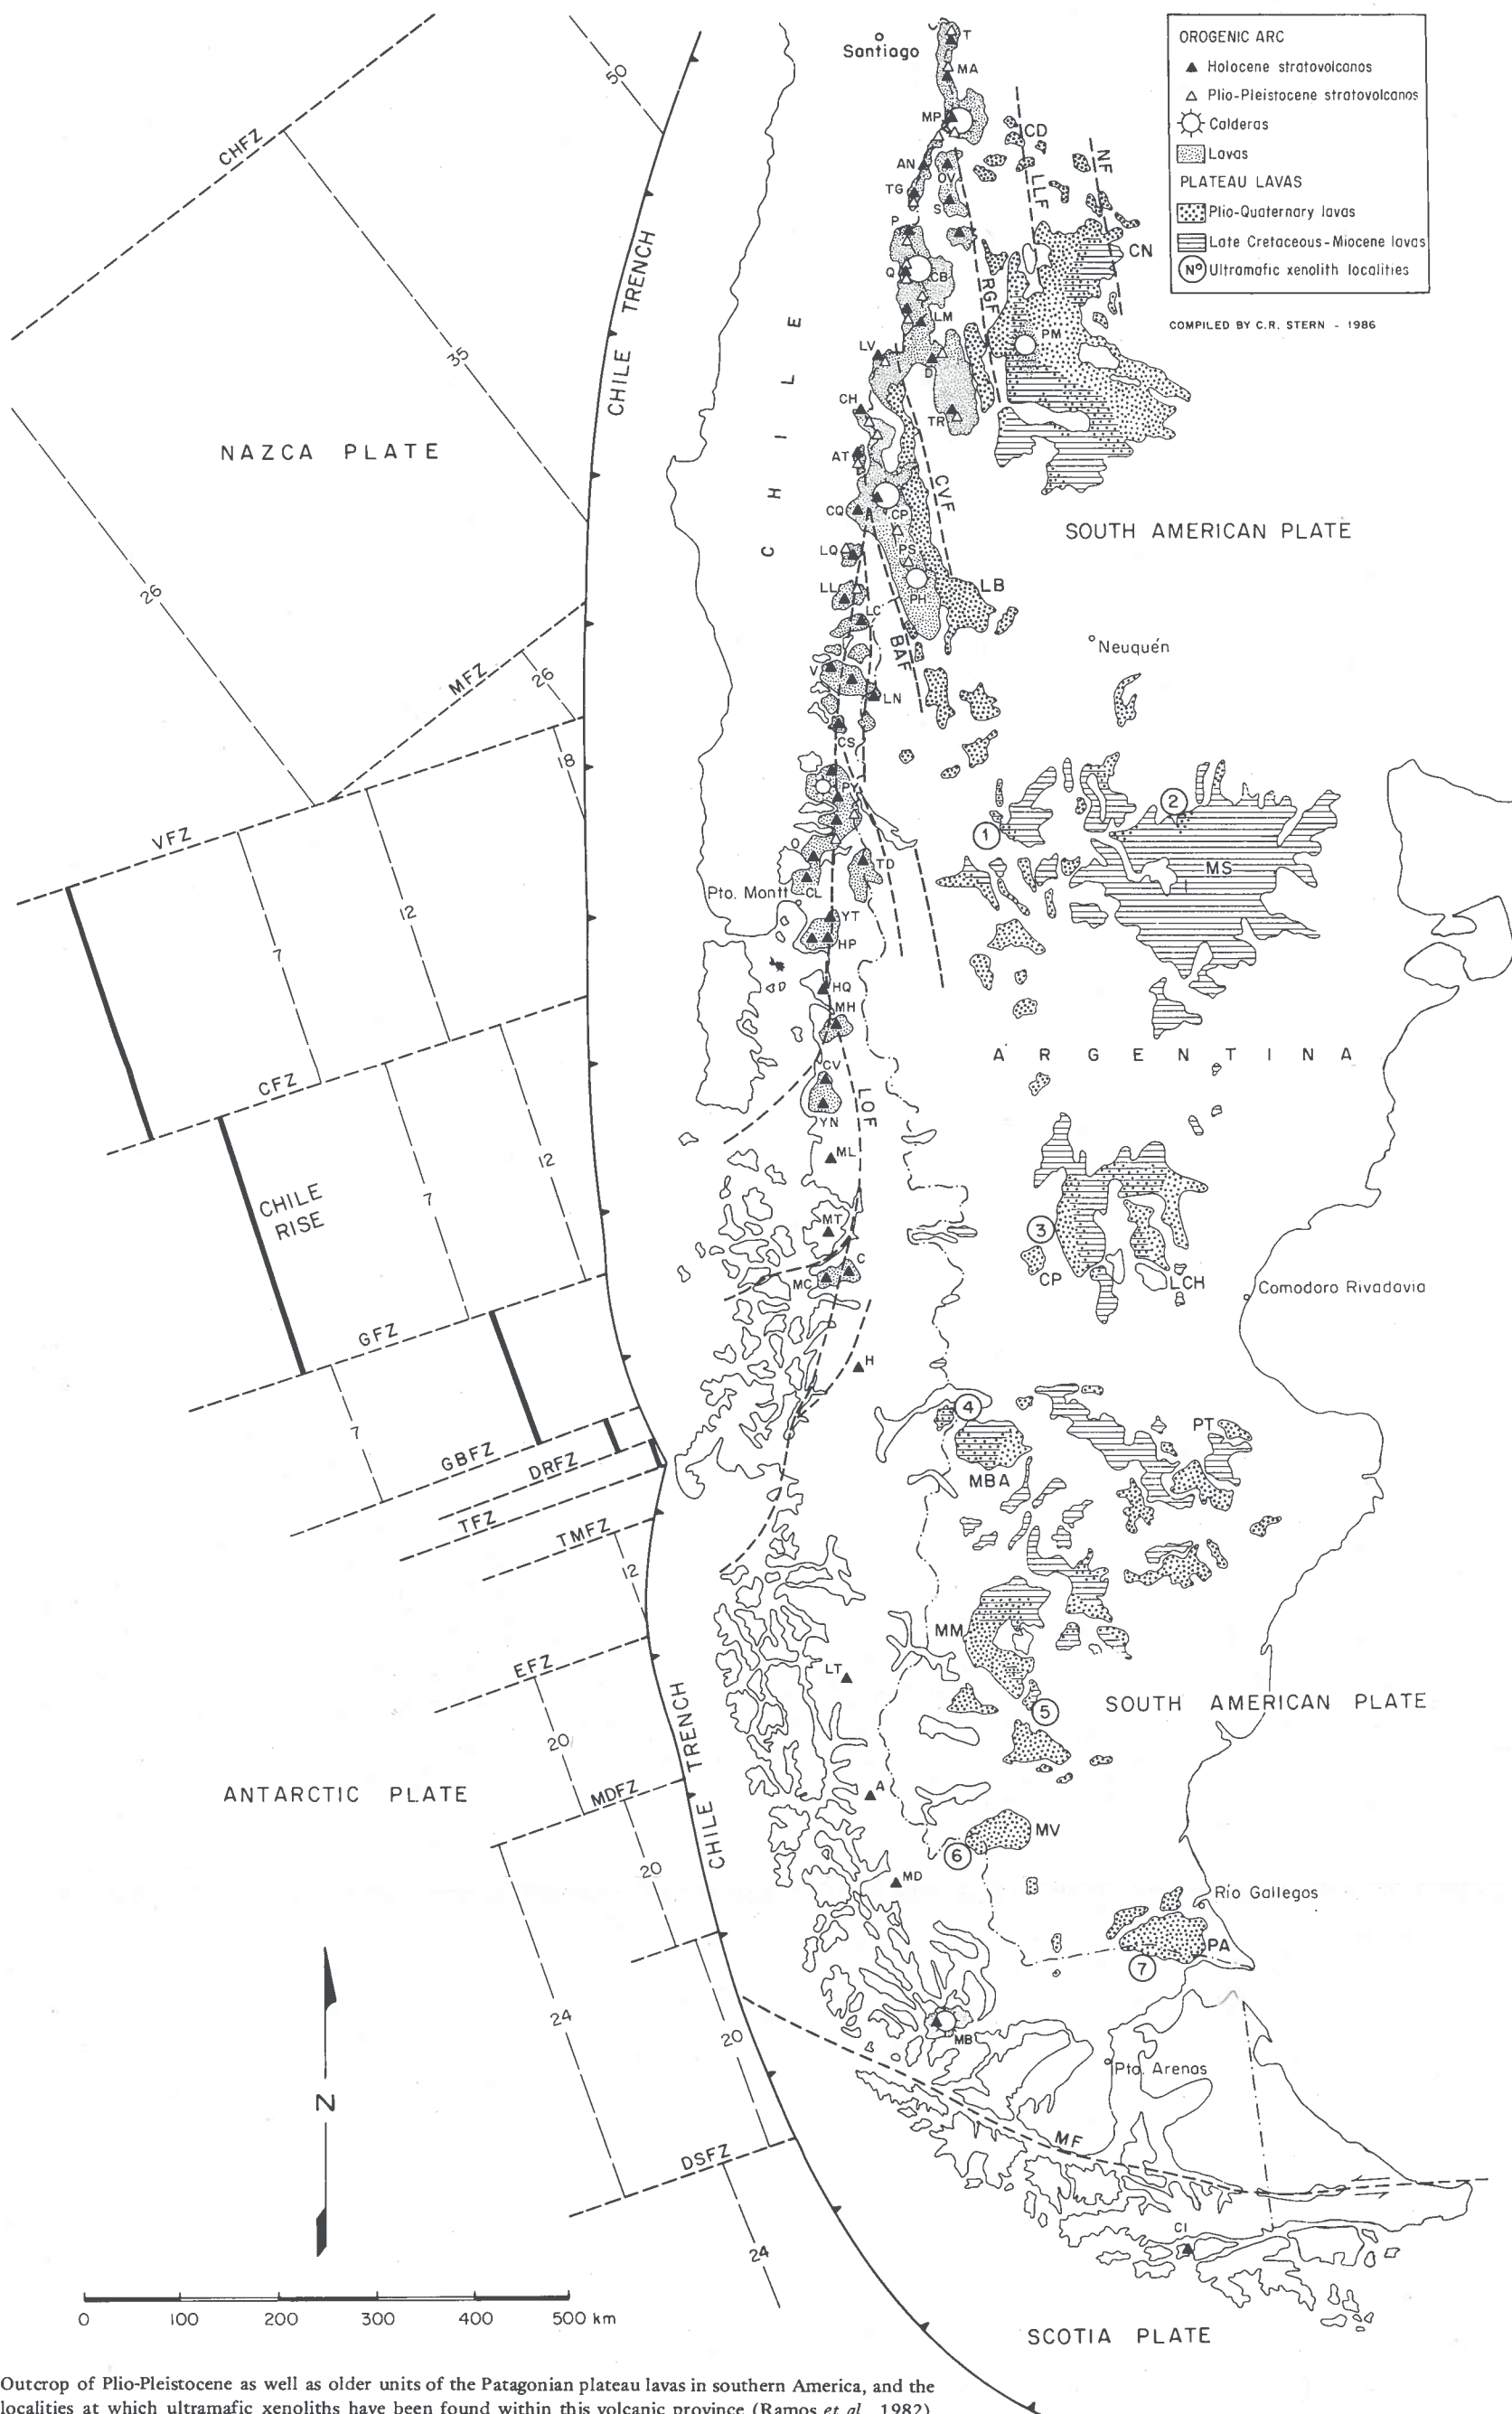 Santiago
T
MA
MP
AN
OV
TG
S
P
Q
CB
LM
LV
D
CH
TR
AT
CQ
CP
LQ
PS
LL
PH
LC
V
LN
CS
PY
O
TD
Pto. Montt
CL
YT
HP
HQ
MH
CV
YN
ML
MT
C
MC
H
LT
A
MD
MB
CI
OROGENIC ARC
Holocene stratovolcanos
Plio-Pleistocene stratovolcanos
Calderas
Lavas
PLATEAU LAVAS
Plio-Quaternary lavas
Late Cretaceous-Miocene lavas
N° Ultramafic xenolith localities
COMPILED BY C.R. STERN - 1986
CD
LLF
NF
CN
RGF
PM
CVF
LB
BAF
LOF
CHFZ
50
35
26
CHILE TRENCH
CHILE
NAZCA PLATE
SOUTH AMERICAN PLATE
Neuquén
MFZ
26
18
VFZ
7
12
CFZ
CHILE
RISE
7
12
GFZ
7
GBFZ
DRFZ
TFZ
TMFZ
12
EFZ
20
MDFZ
20
24
20
DSFZ
24
CHILE TRENCH
ANTARCTIC PLATE
1
2
MS
ARGENTINA
3
CP
LCH
Comodoro Rivadavia
4
MBA
PT
MM
5
SOUTH AMERICAN PLATE
MV
6
Río Gallegos
PA
7
Pta. Arenas
MF
SCOTIA PLATE
N
0 100 200 300 400 500 km
Outcrop of Plio-Pleistocene as well as older units of the Patagonian plateau lavas in southern America, and the
localities at which ultramafic xenoliths have been found within this volcanic province (Ramos et al., 1982).